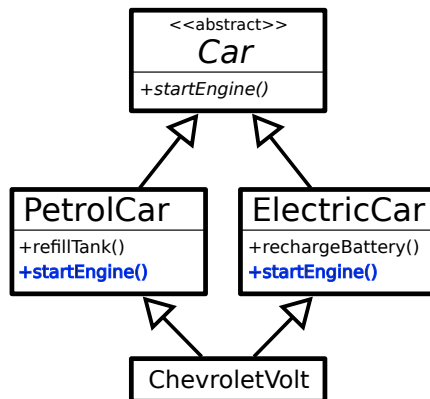 <<abstract>>
Car
+startEngine()
PetrolCar
+refillTank()
+startEngine()
ElectricCar
+rechargeBattery()
+startEngine()
ChevroletVolt